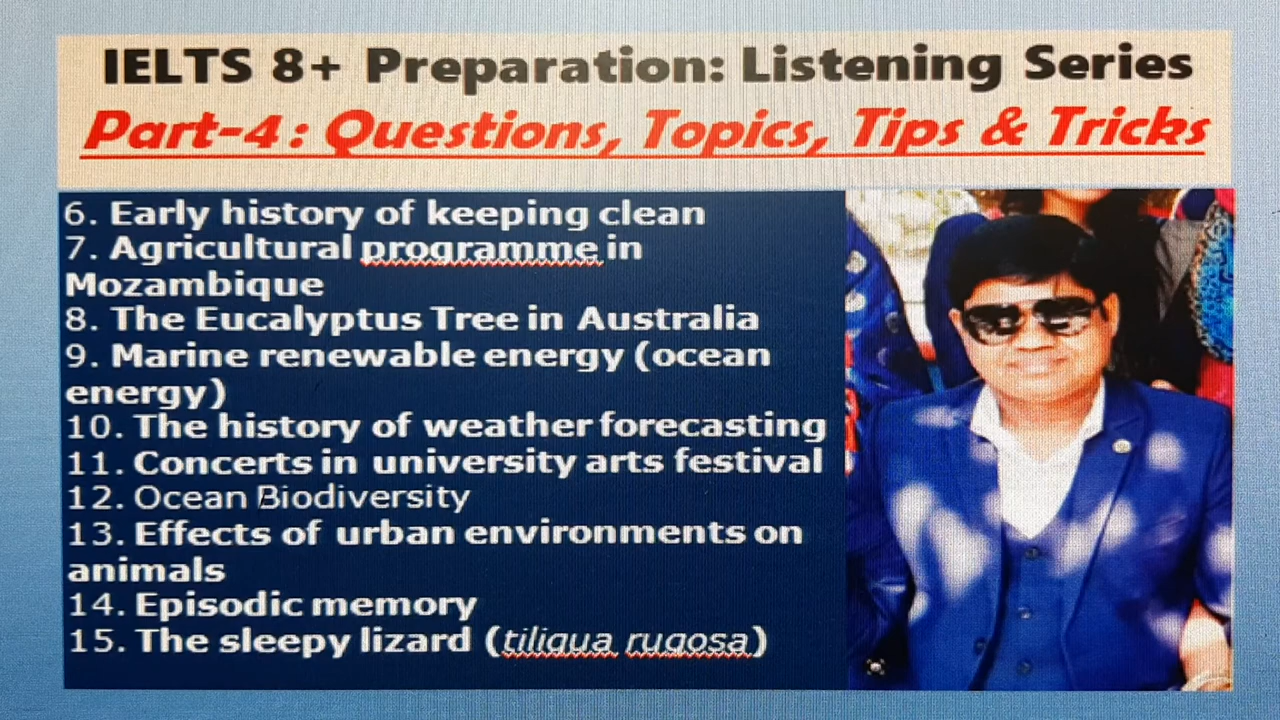 IELTS 8+ Preparation: Listening Series
Part-4: Questions, Topics, Tips & Tricks
6. Early history of keeping clean
7. Agricultural programme in
Mozambique
8. The Eucalyptus Tree in Australia
9. Marine renewable energy (ocean
energy)
10. The history of weather forecasting
11. Concerts in university arts festival
12. Ocean Biodiversity
13. Effects of urban environments on
animals
14. Episodic memory
15. The sleepy lizard (tiliqua rugosa)